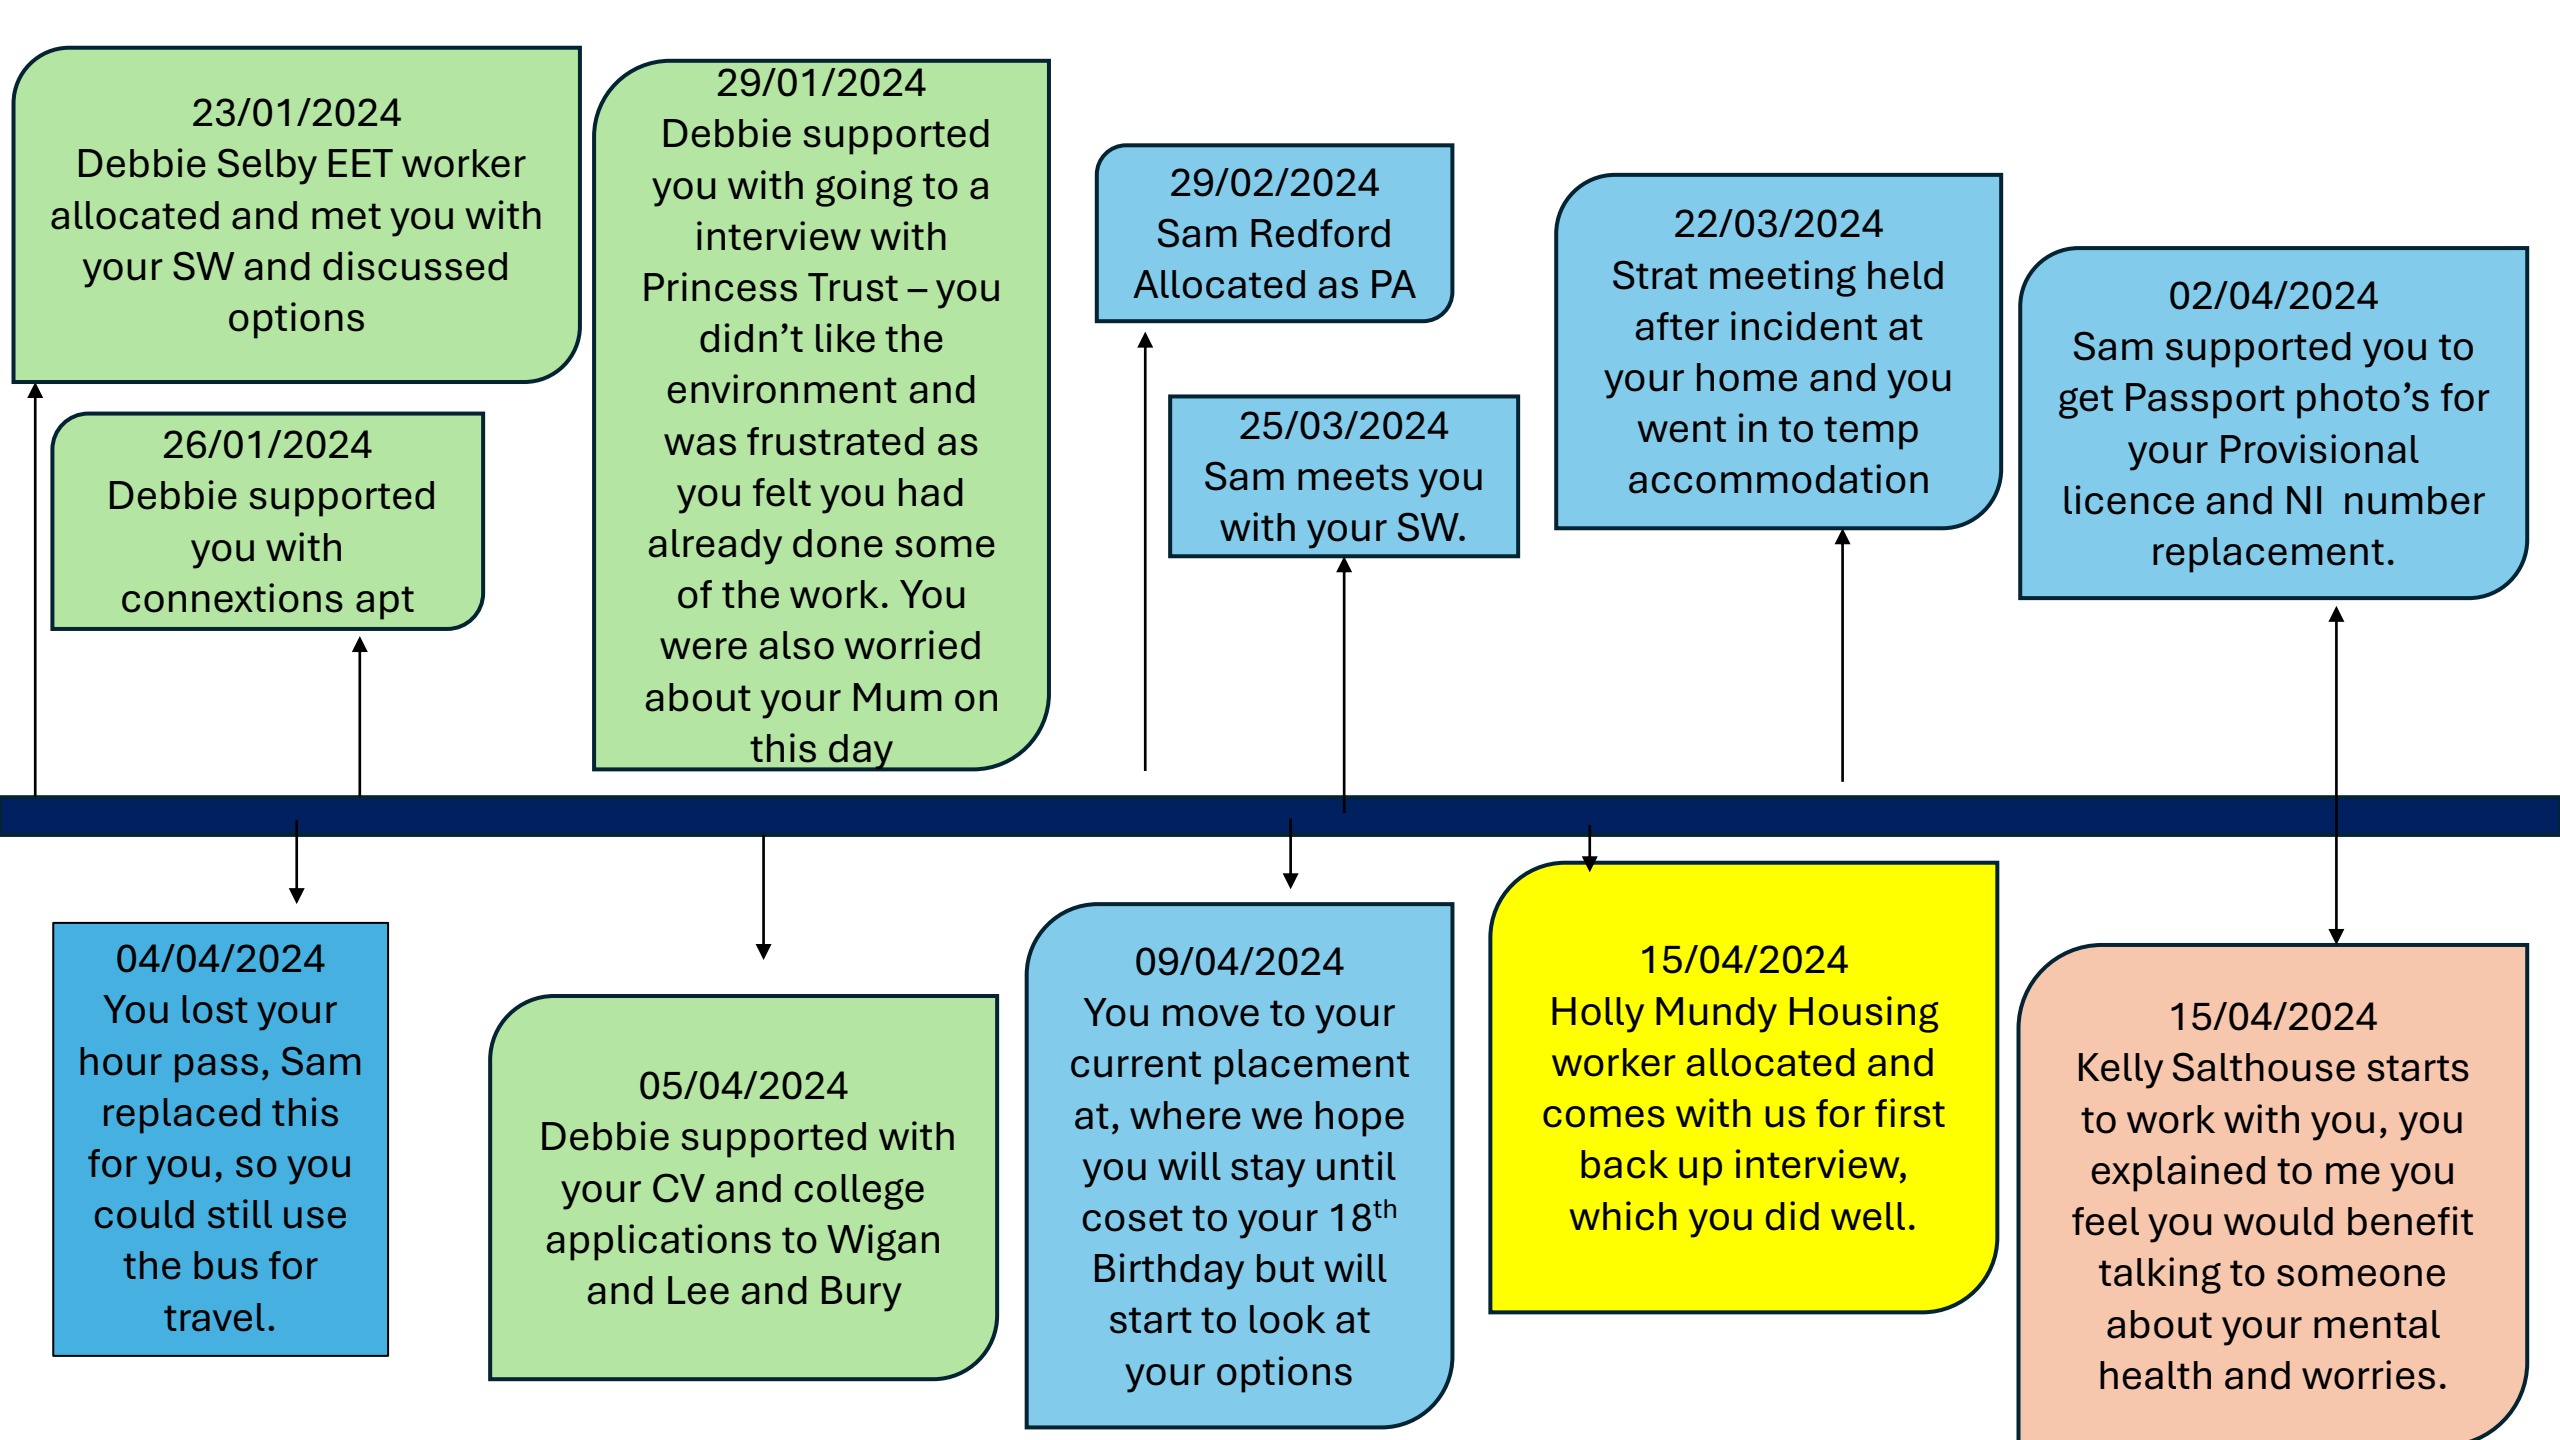 23/01/2024
Debbie Selby EET worker
allocated and met you with
your SW and discussed
options
26/01/2024
Debbie supported
you with
connextions apt
29/01/2024
Debbie supported
you with going to a
interview with
Princess Trust – you
didn’t like the
environment and
was frustrated as
you felt you had
already done some
of the work. You
were also worried
about your Mum on
this day
29/02/2024
Sam Redford
Allocated as PA
25/03/2024
Sam meets you
with your SW.
22/03/2024
Strat meeting held
after incident at
your home and you
went in to temp
accommodation
02/04/2024
Sam supported you to
get Passport photo’s for
your Provisional
licence and NI  number
replacement.
04/04/2024
You lost your
hour pass, Sam
replaced this
for you, so you
could still use
the bus for
travel.
05/04/2024
Debbie supported with
your CV and college
applications to Wigan
and Lee and Bury
09/04/2024
You move to your
current placement
at, where we hope
you will stay until
coset to your 18th
Birthday but will
start to look at
your options
15/04/2024
Holly Mundy Housing
worker allocated and
comes with us for first
back up interview,
which you did well.
15/04/2024
Kelly Salthouse starts
to work with you, you
explained to me you
feel you would benefit
talking to someone
about your mental
health and worries.